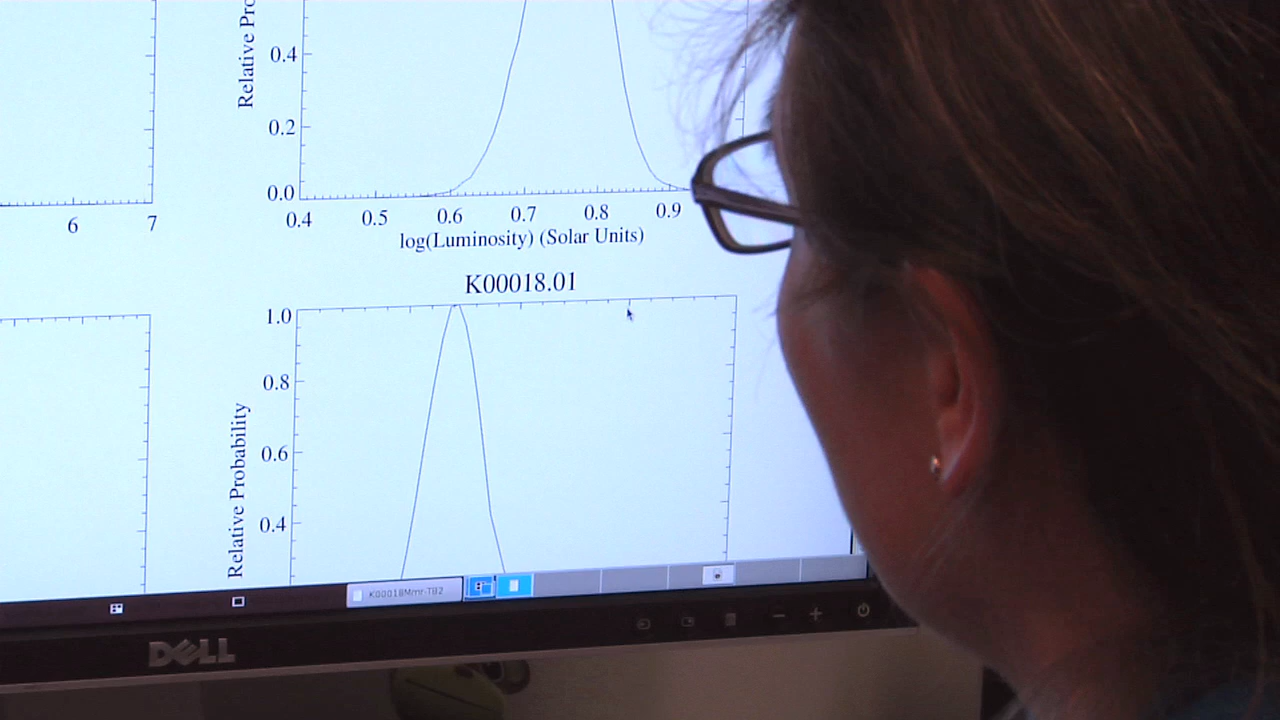 Relative Pro
0.4
0.2
0.0
0.4 0.5 0.6 0.7 0.8 0.9
6 7
log(Luminosity) (Solar Units)
K00018.01
1.0
0.8
0.6
0.4
Relative Probability
K00018Mmr-TB2
DELL